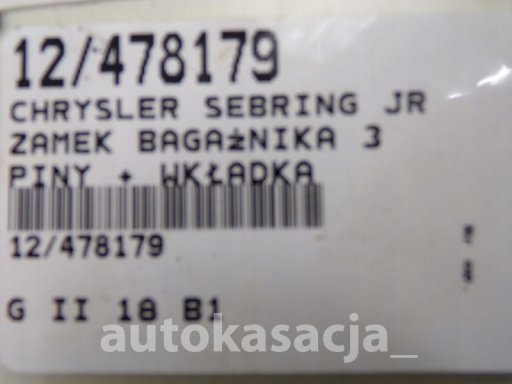 12/478179
CHRYSLER SEBRING JR
ZAMEK BAGAŻNIKA 3
PINY + WKŁADKA
12/478179
G II 18 B1
autokasacja_